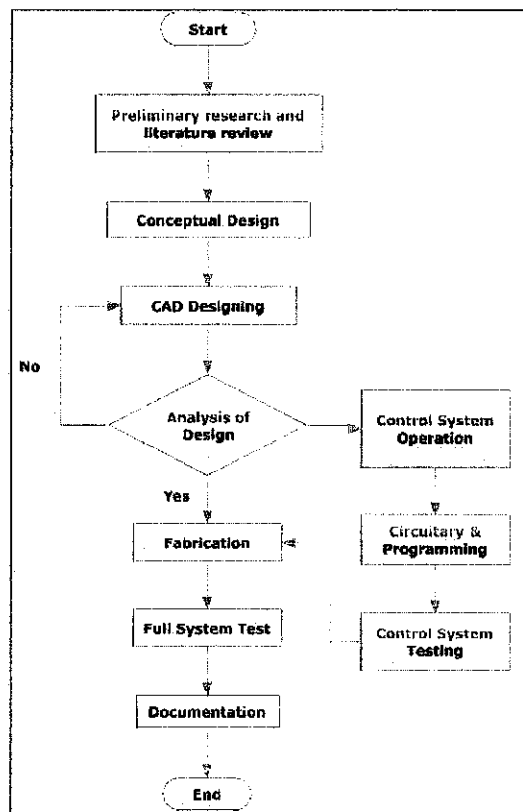 Start
Preliminary research and
literature review
Conceptual Design
CAD Designing
No
Analysis of
Design
Control System
Operation
Yes
Circuitary &
Programming
Fabrication
Full System Test
Control System
Testing
Documentation
End